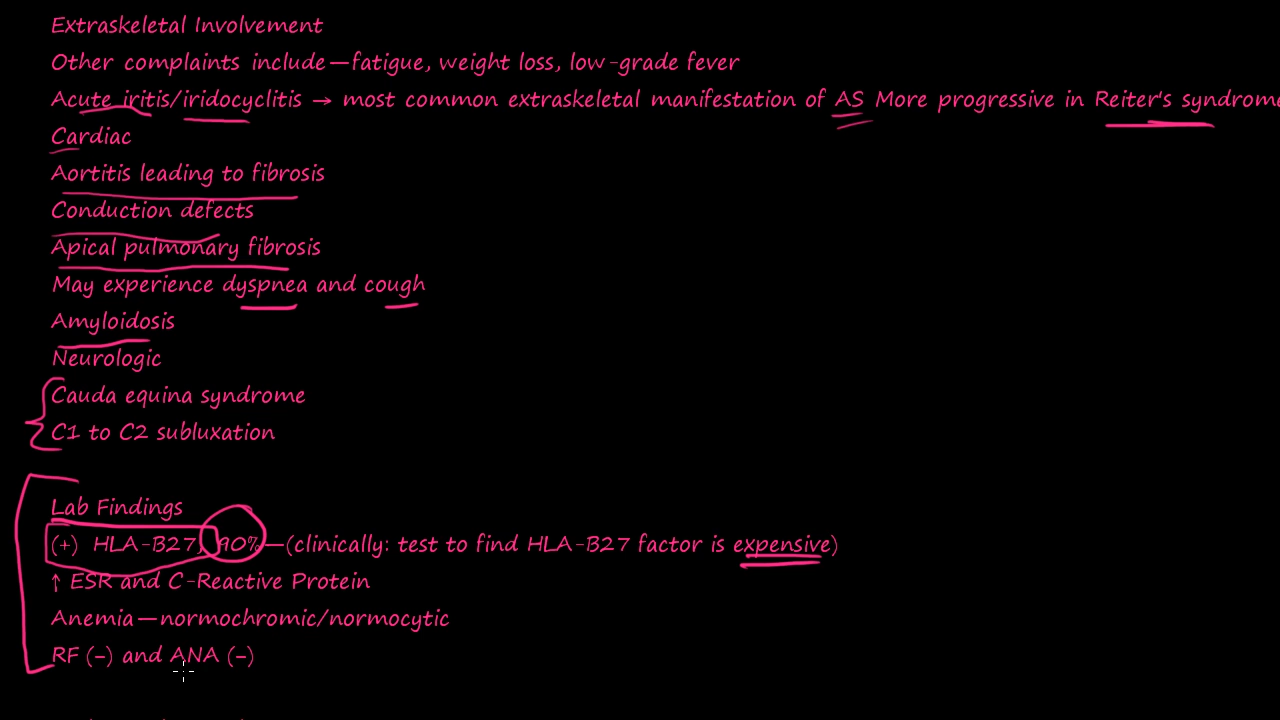 Extraskeletal Involvement
Other complaints include—fatigue, weight loss, low-grade fever
Acute iritis/iridocyclitis → most common extraskeletal manifestation of AS More progressive in Reiter's syndrome
Cardiac
Aortitis leading to fibrosis
Conduction defects
Apical pulmonary fibrosis
May experience dyspnea and cough
Amyloidosis
Neurologic
Cauda equina syndrome
C1 to C2 subluxation
Lab Findings
(+) HLA-B27, 90%—(clinically: test to find HLA-B27 factor is expensive)
↑ ESR and C-Reactive Protein
Anemia—normochromic/normocytic
RF (-) and ANA (-)